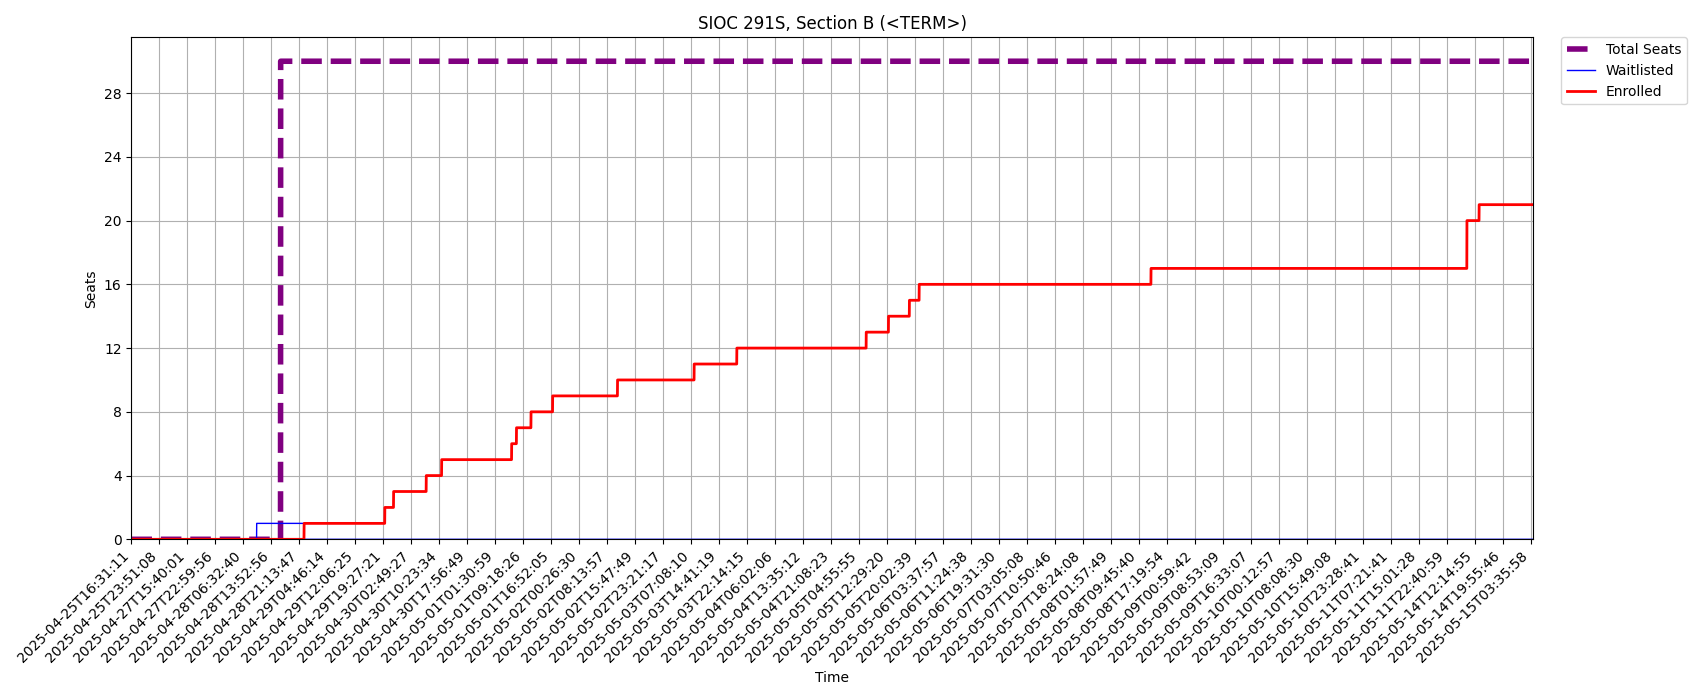 SIOC 291S, Section B (<TERM>)
Total Seats
Waitlisted
Enrolled
Seats
28
24
20
16
12
8
4
0
2025-04-25T16:31:11
2025-04-25T23:51:08
2025-04-27T15:40:01
2025-04-27T22:59:56
2025-04-28T06:32:40
2025-04-28T13:52:56
2025-04-28T21:13:47
2025-04-29T04:46:14
2025-04-29T12:06:25
2025-04-29T19:27:21
2025-04-30T02:49:27
2025-04-30T10:23:34
2025-04-30T17:56:49
2025-05-01T01:30:59
2025-05-01T09:18:26
2025-05-01T16:52:05
2025-05-02T00:26:30
2025-05-02T08:13:57
2025-05-02T15:47:49
2025-05-02T23:21:17
2025-05-03T07:08:10
2025-05-03T14:41:19
2025-05-03T22:14:15
2025-05-04T06:02:06
2025-05-04T13:35:12
2025-05-04T21:08:23
2025-05-05T04:55:55
2025-05-05T12:29:20
2025-05-05T20:02:39
2025-05-06T03:37:57
2025-05-06T11:24:38
2025-05-06T19:31:30
2025-05-07T03:05:08
2025-05-07T10:50:46
2025-05-07T18:24:08
2025-05-08T01:57:49
2025-05-08T09:45:40
2025-05-08T17:19:54
2025-05-09T00:59:42
2025-05-09T08:53:09
2025-05-09T16:33:07
2025-05-10T00:12:57
2025-05-10T08:08:30
2025-05-10T15:49:08
2025-05-10T23:28:41
2025-05-11T07:21:41
2025-05-11T15:01:28
2025-05-11T22:40:59
2025-05-14T12:14:55
2025-05-14T19:55:46
2025-05-15T03:35:58
Time